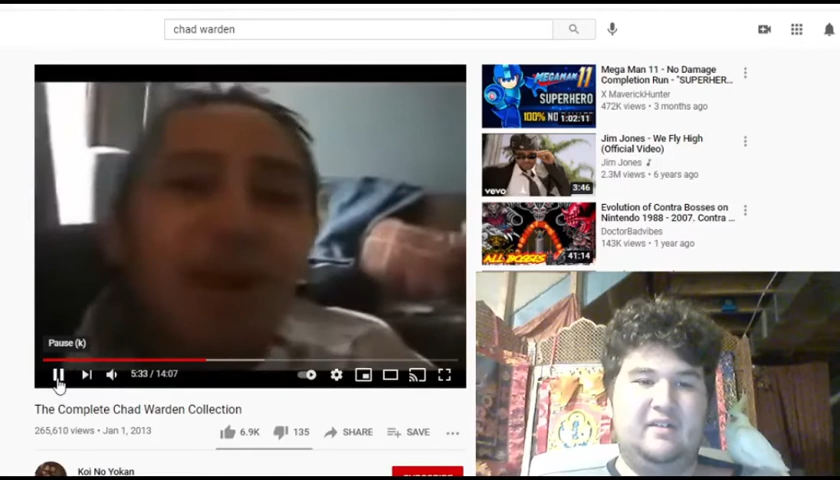 chad warden
Pause (k)
5:33 / 14:07
The Complete Chad Warden Collection
265,610 views • Jan 1, 2013
6.9K
135
SHARE
SAVE
Koi No Yokan
MEGAMAN 11
SUPERHERO
100% NO
1:02:11
Mega Man 11 - No Damage
Completion Run - "SUPERHER...
X MaverickHunter
472K views • 3 months ago
vevo
3:46
Jim Jones - We Fly High
(Official Video)
Jim Jones
2.3M views • 6 years ago
ALL BOSSES
41:14
Evolution of Contra Bosses on
Nintendo 1988 - 2007. Contra ...
DoctorBadvibes
143K views • 1 year ago